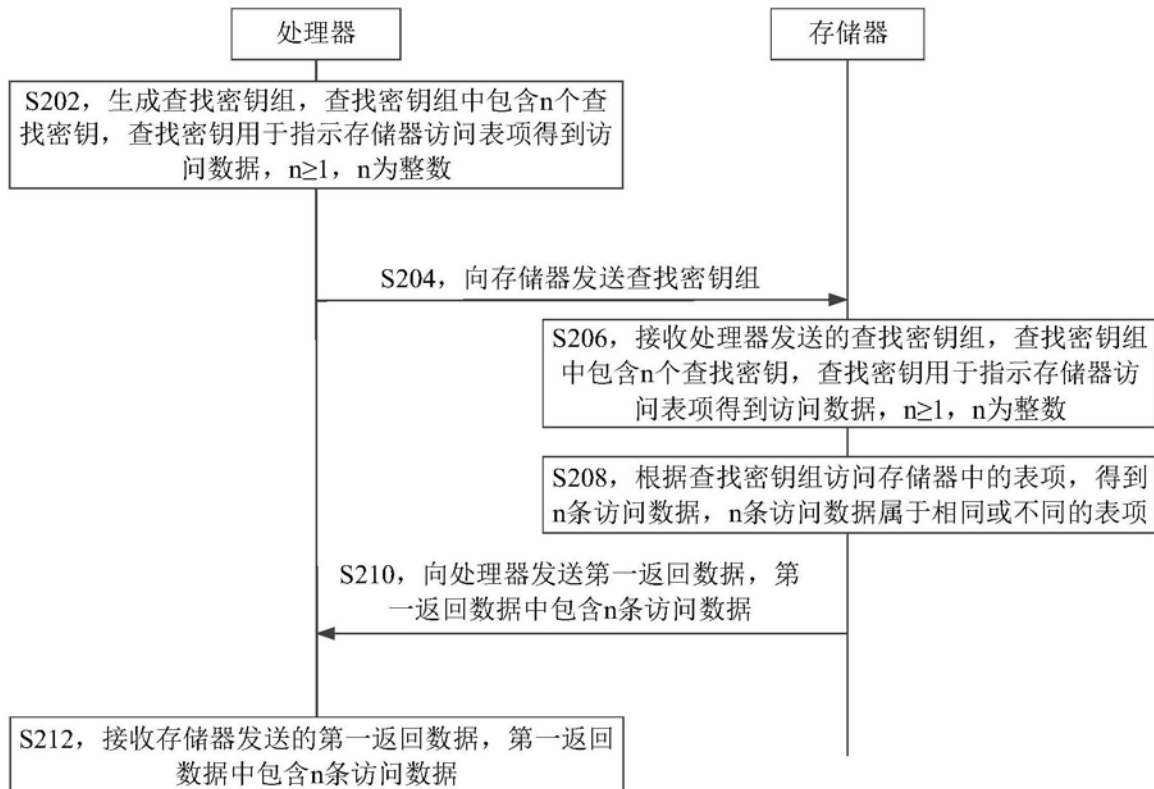 处理器
存储器
S202，生成查找密钥组，查找密钥组中包含n个查
找密钥，查找密钥用于指示存储器访问表项得到访
问数据，n≥1，n为整数
S204，向存储器发送查找密钥组
S206，接收处理器发送的查找密钥组，查找密钥组
中包含n个查找密钥，查找密钥用于指示存储器访
问表项得到访问数据，n≥1，n为整数
S208，根据查找密钥组访问存储器中的表项，得到
n条访问数据，n条访问数据属于相同或不同的表项
S210，向处理器发送第一返回数据，第
一返回数据中包含n条访问数据
S212，接收存储器发送的第一返回数据，第一返回
数据中包含n条访问数据